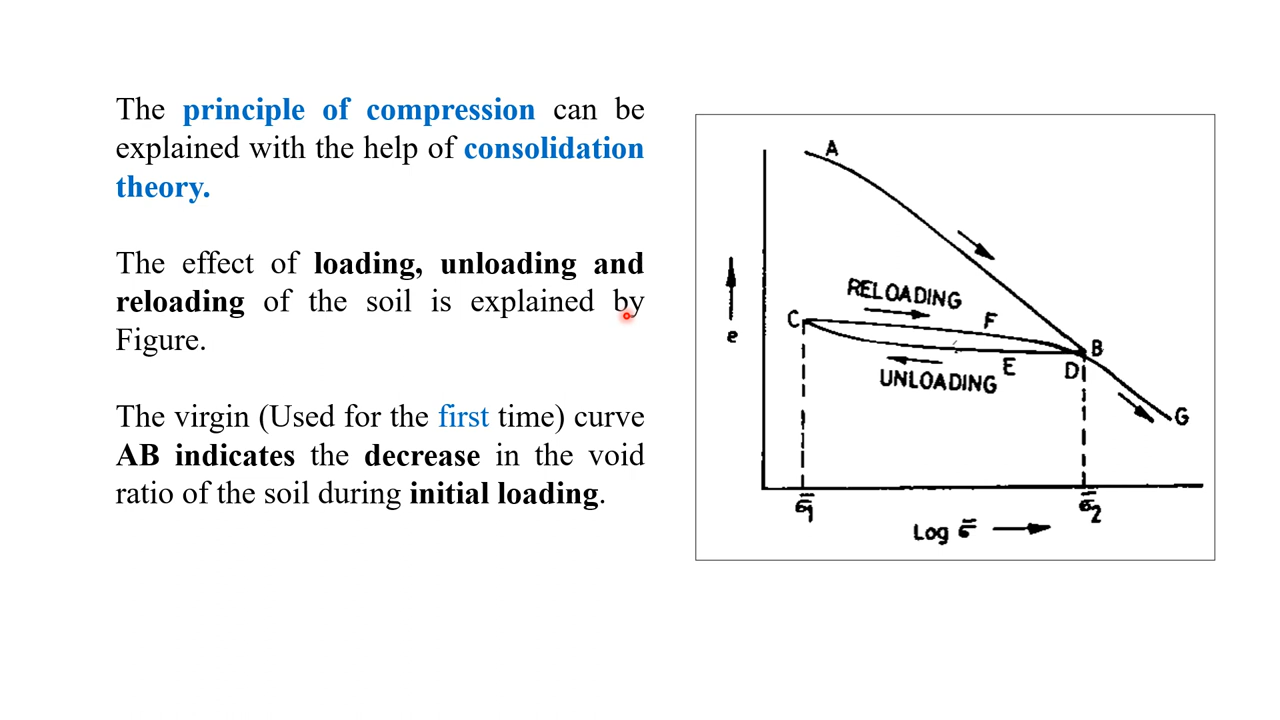 The principle of compression can be
explained with the help of consolidation
theory.
The effect of loading, unloading and
reloading of the soil is explained by
Figure.
The virgin (Used for the first time) curve
AB indicates the decrease in the void
ratio of the soil during initial loading.
A
RELOADING
F
C
B
e
E
D
UNLOADING
G
σ̄1
σ̄2
Log σ̄